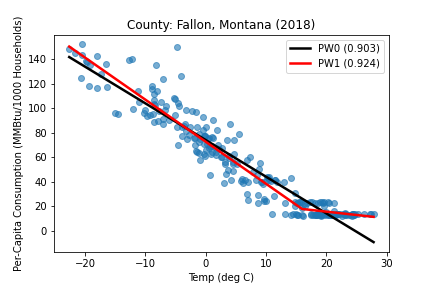 County: Fallon, Montana (2018)
Per-Capita Consumption (MMBtu/1000 Households)
140
120
100
80
60
40
20
0
PW0 (0.903)
PW1 (0.924)
−20
−10
0
10
20
30
Temp (deg C)